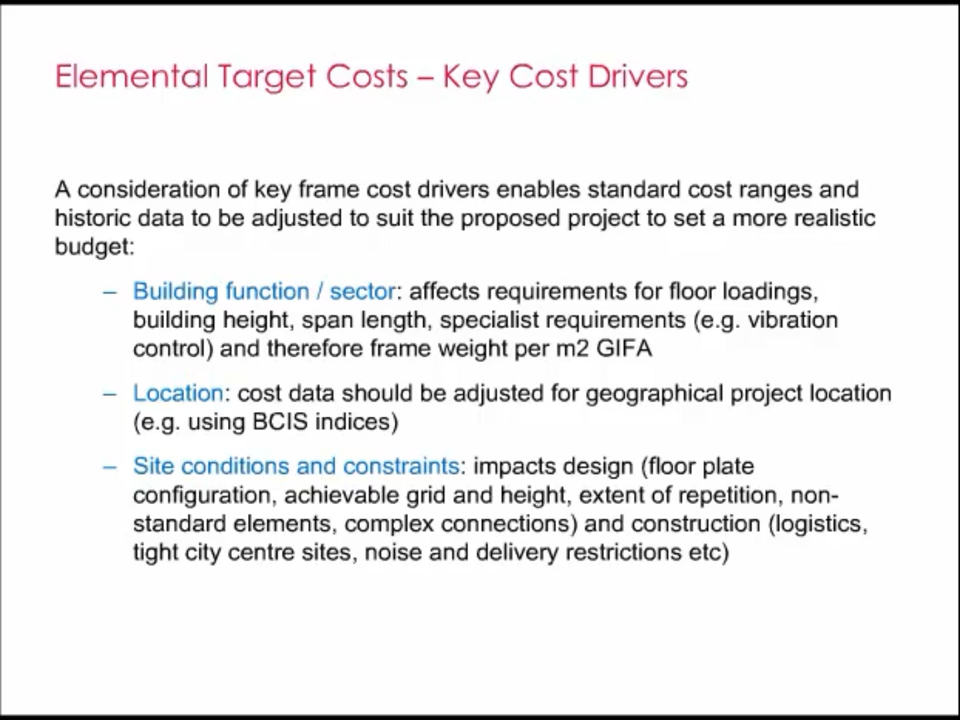 Elemental Target Costs – Key Cost Drivers
A consideration of key frame cost drivers enables standard cost ranges and
historic data to be adjusted to suit the proposed project to set a more realistic
budget:
– Building function / sector: affects requirements for floor loadings,
building height, span length, specialist requirements (e.g. vibration
control) and therefore frame weight per m2 GIFA
– Location: cost data should be adjusted for geographical project location
(e.g. using BCIS indices)
– Site conditions and constraints: impacts design (floor plate
configuration, achievable grid and height, extent of repetition, non-
standard elements, complex connections) and construction (logistics,
tight city centre sites, noise and delivery restrictions etc)